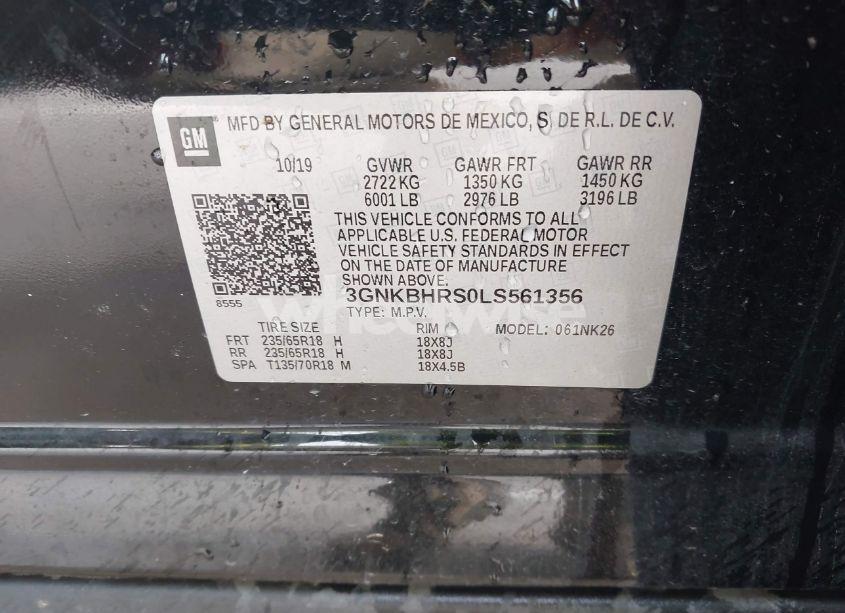 GM ® MFD BY GENERAL MOTORS DE MEXICO, S. DE R.L. DE C.V.
10/19 GVWR GAWR FRT GAWR RR
2722 KG 1350 KG 1450 KG
6001 LB 2976 LB 3196 LB
THIS VEHICLE CONFORMS TO ALL
APPLICABLE U.S. FEDERAL MOTOR
VEHICLE SAFETY STANDARDS IN EFFECT
ON THE DATE OF MANUFACTURE
SHOWN ABOVE.
8555
3GNKBHRS0LS561356
TYPE: M.P.V.
wheelwise
TIRE SIZE RIM MODEL: 061NK26
FRT 235/65R18 H 18X8J
RR 235/65R18 H 18X8J
SPA T135/70R18 M 18X4.5B